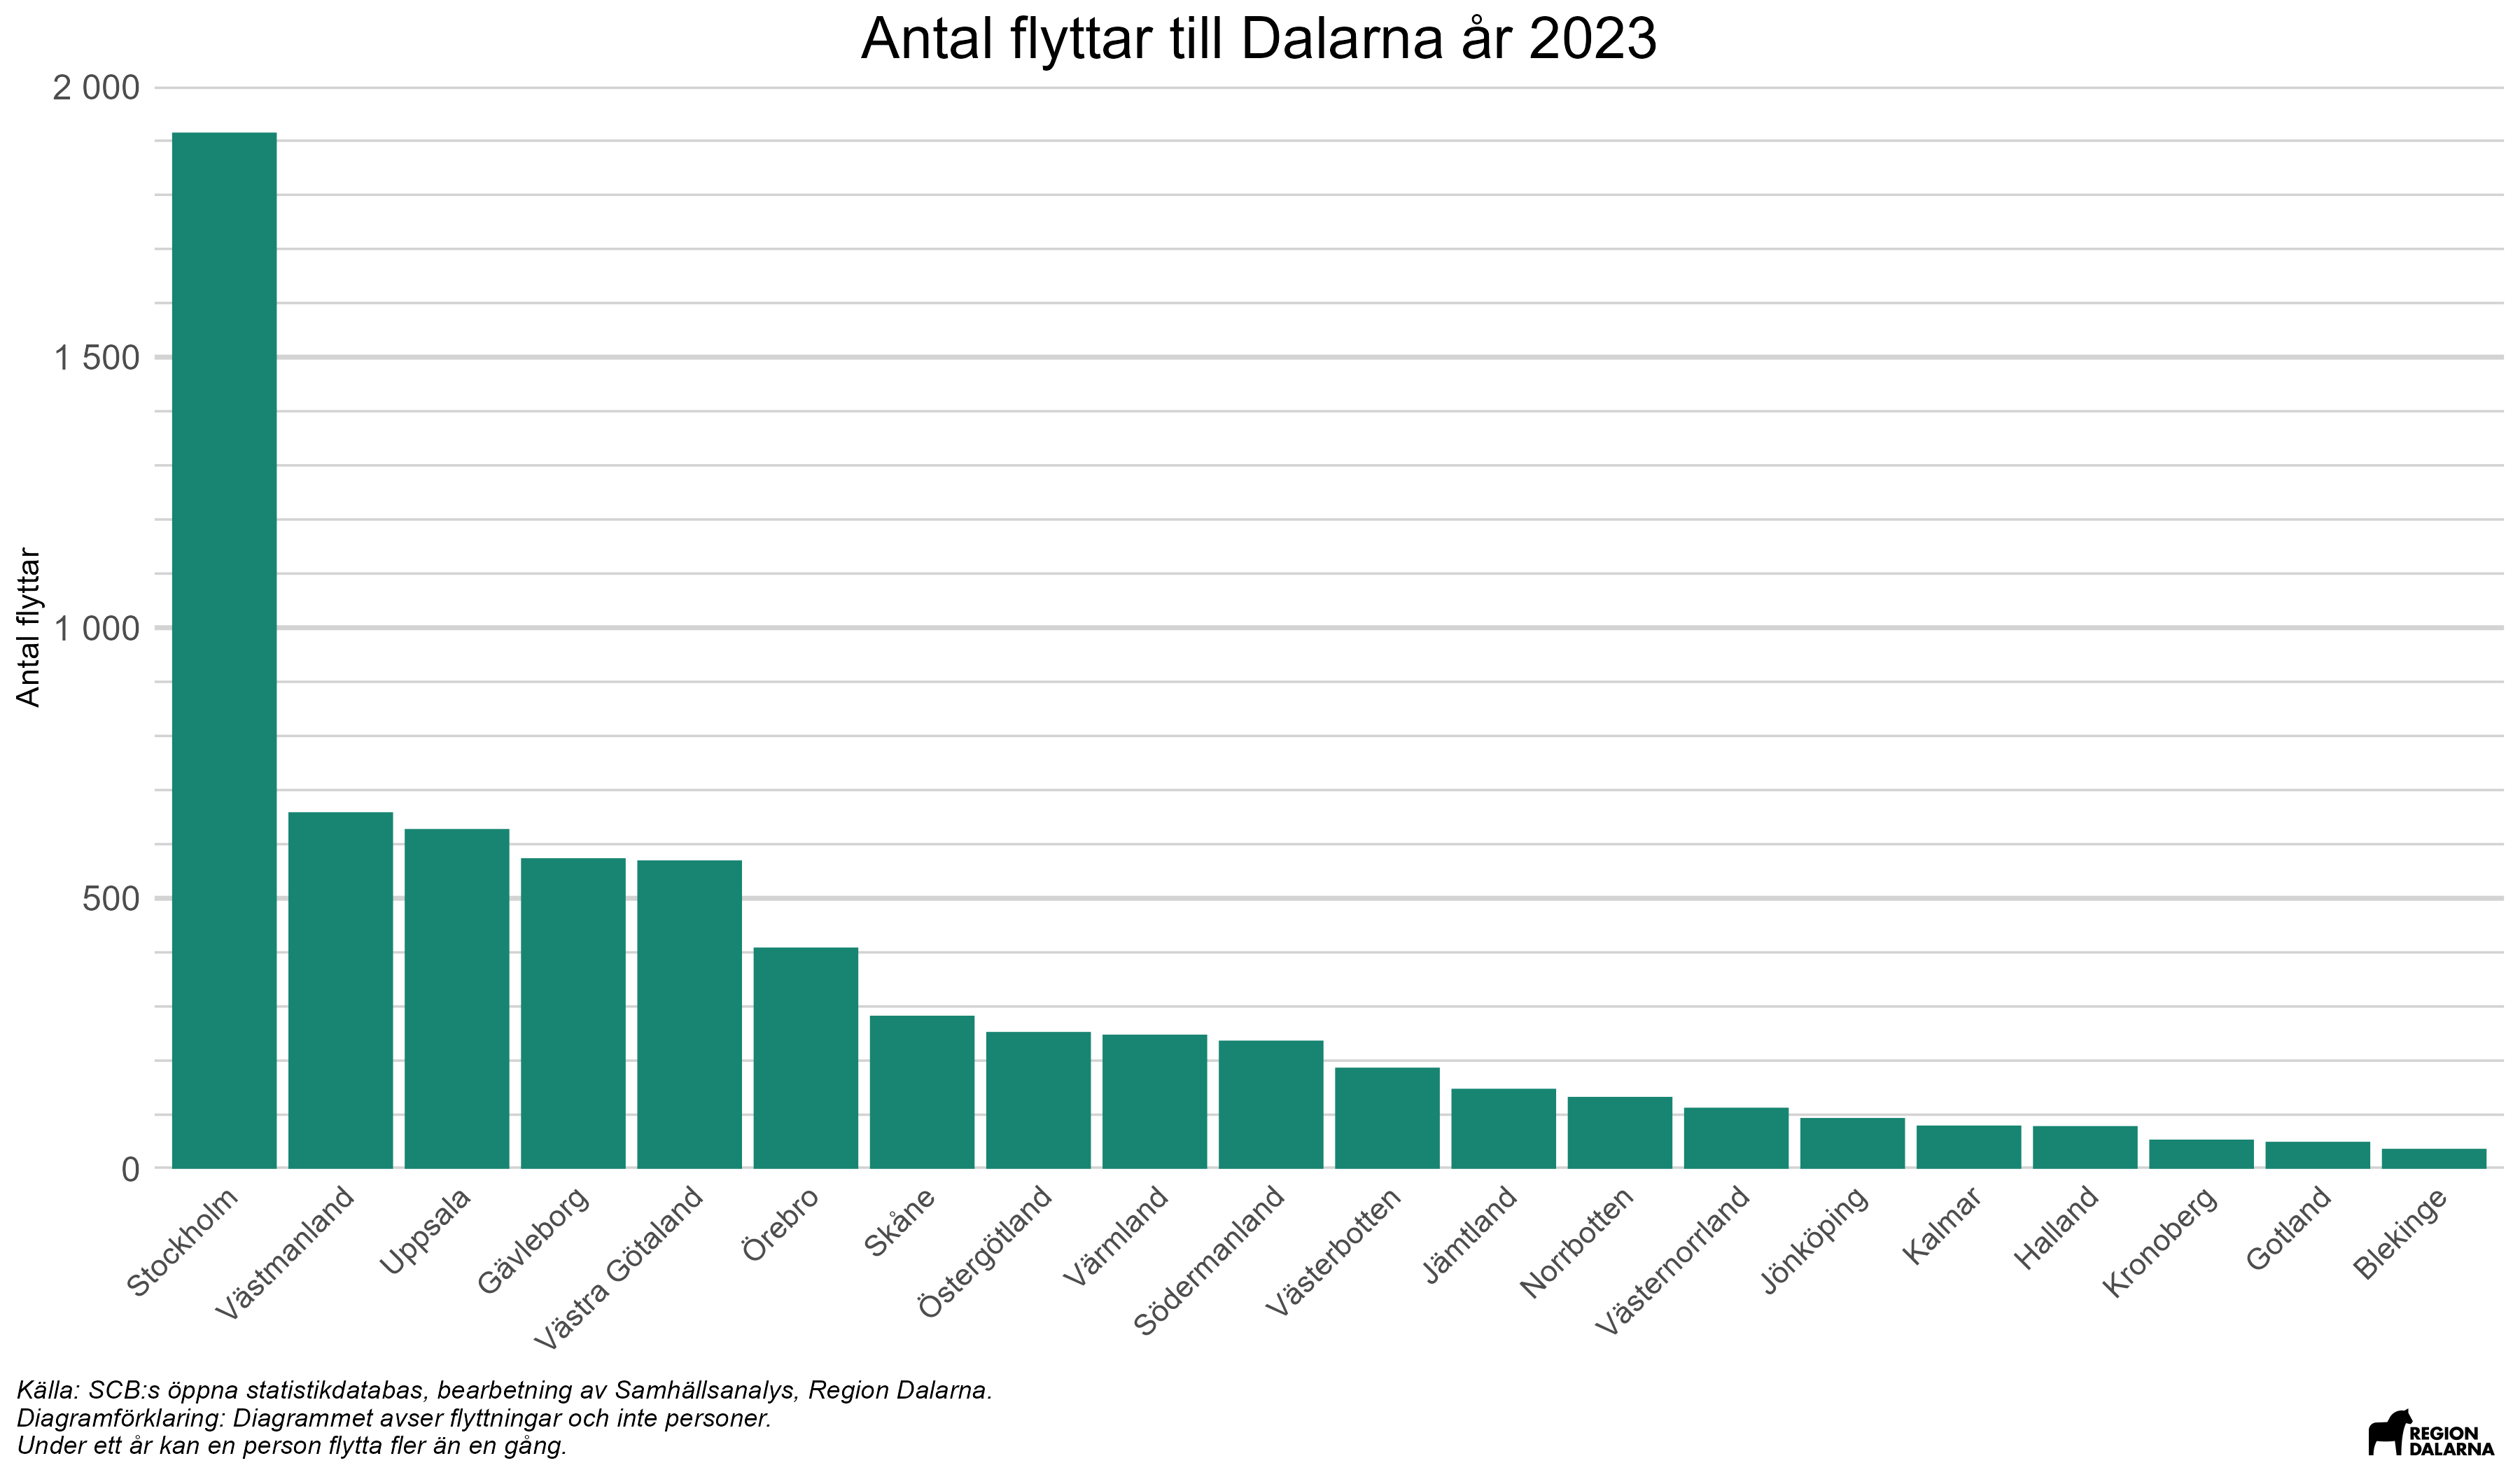 Antal flyttar till Dalarna år 2023
Antal flyttar
2 000
1 500
1 000
500
0
Stockholm
Västmanland
Uppsala
Gävleborg
Västra Götaland
Örebro
Skåne
Östergötland
Värmland
Södermanland
Västerbotten
Jämtland
Norrbotten
Västernorrland
Jönköping
Kalmar
Halland
Kronoberg
Gotland
Blekinge
Källa: SCB:s öppna statistikdatabas, bearbetning av Samhällsanalys, Region Dalarna.
Diagramförklaring: Diagrammet avser flyttningar och inte personer.
Under ett år kan en person flytta fler än en gång.
REGION
DALARNA